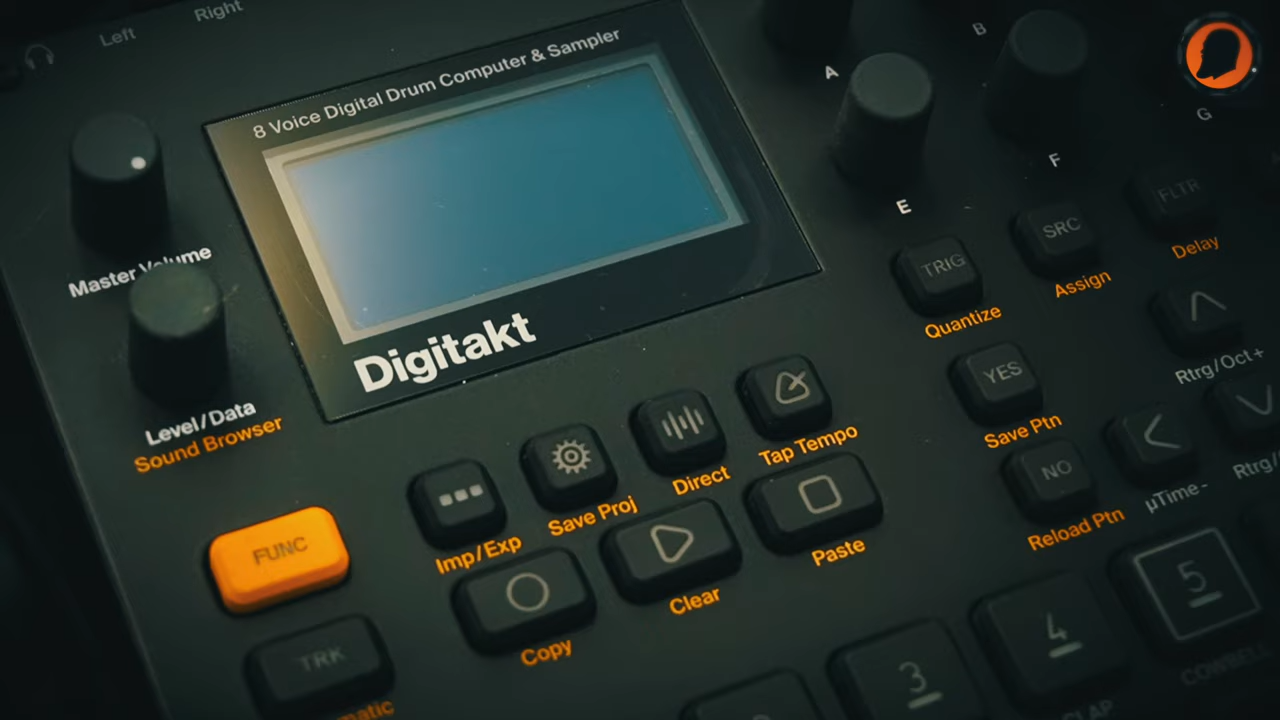 Left
Right
8 Voice Digital Drum Computer & Sampler
A
B
G
Master Volume
E
F
FLTR
Delay
SRC
Assign
TRIG
Quantize
Digitakt
Level/Data
Sound Browser
Rtrg/Oct+
YES
Save Ptn
Tap Tempo
Direct
Save Proj
Imp/Exp
NO
Reload Ptn
µTime-
Rtrg/
FUNC
Paste
Clear
Copy
TRK
5
4
3
COWBELL